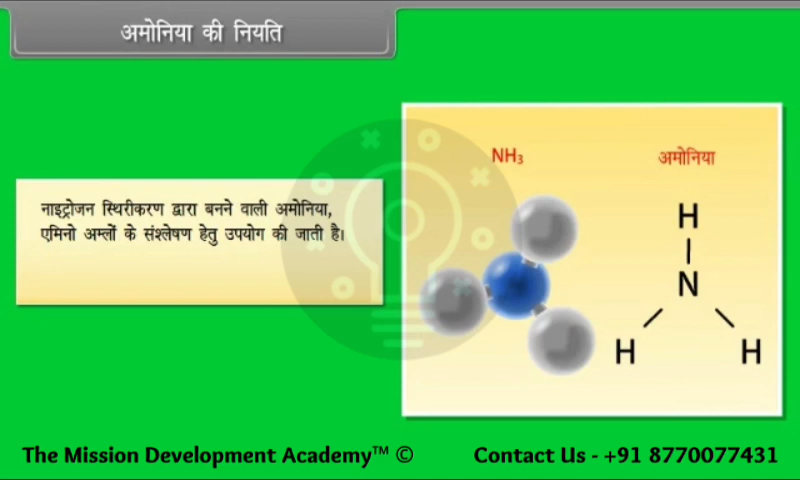 अमोनिया की नियति
नाइट्रोजन स्थिरीकरण द्वारा बनने वाली अमोनिया,
एमिनो अम्लों के संश्लेषण हेतु उपयोग की जाती है।
NH₃ अमोनिया
H
N
H H
The Mission Development Academy™ © Contact Us - +91 8770077431